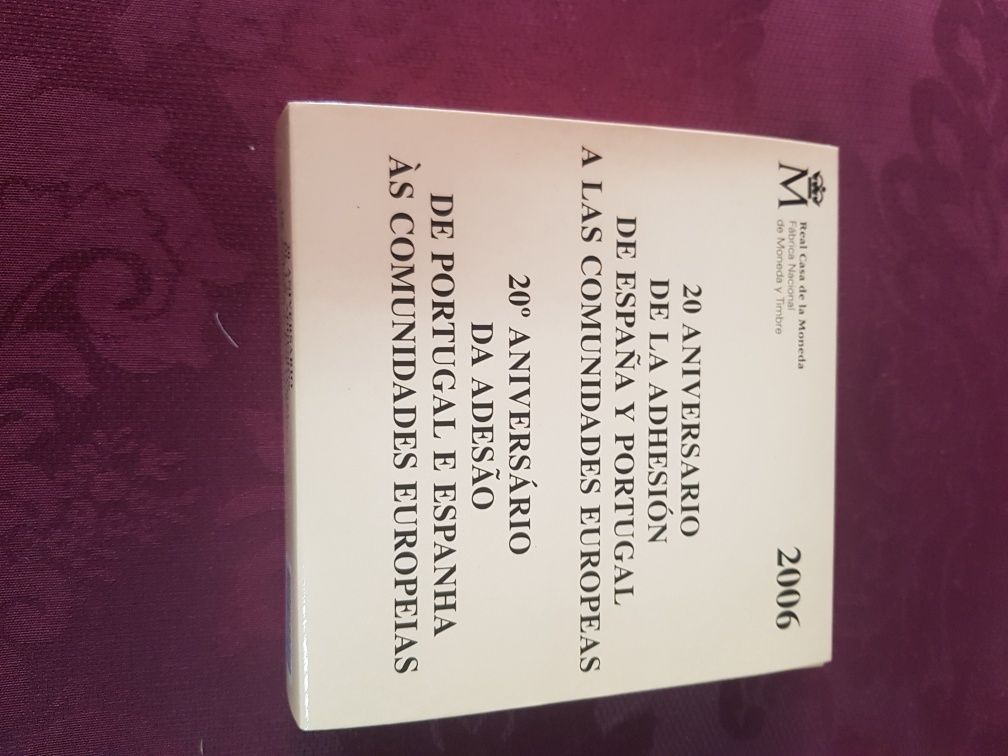 M
Real Casa de la Moneda
Fábrica Nacional
de Moneda y Timbre
2006
20 ANIVERSARIO
DE LA ADHESIÓN
DE ESPAÑA Y PORTUGAL
A LAS COMUNIDADES EUROPEAS
20º ANIVERSÁRIO
DA ADESÃO
DE PORTUGAL E ESPANHA
ÀS COMUNIDADES EUROPEIAS